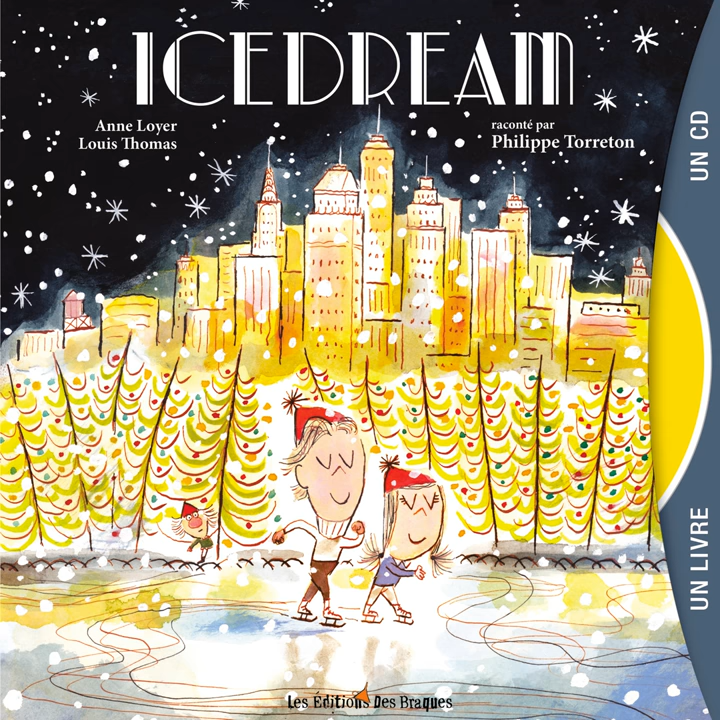 ICEDREAM
Anne Loyer
Louis Thomas
raconté par
Philippe Torreton
UN CD
UN LIVRE
Les Éditions Des Braques